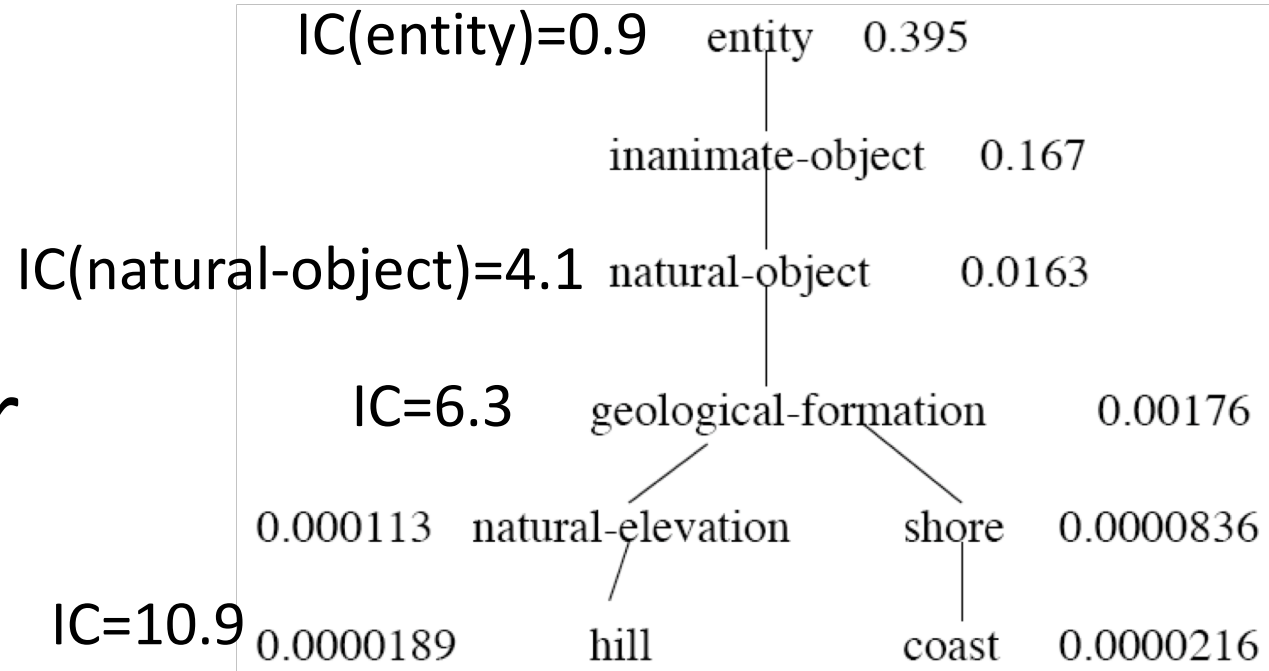 IC(entity)=0.9 entity 0.395
inanimate-object 0.167
IC(natural-object)=4.1 natural-object 0.0163
IC=6.3 geological-formation 0.00176
0.000113 natural-elevation shore 0.0000836
IC=10.9 0.0000189 hill coast 0.0000216